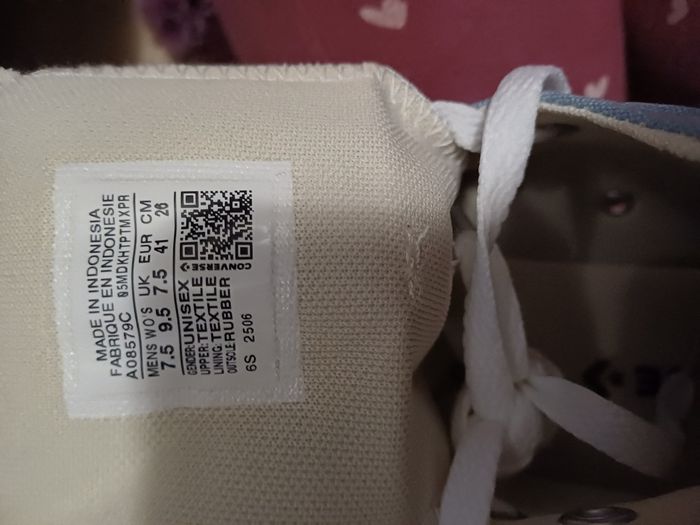 MADE IN INDONESIA
FABRIQUE EN INDONESIE
A08579C 05MDKHTPTMXPR
MENS WO'S UK EUR CM
7.5 9.5 7.5 41 26
GENDER:UNISEX
UPPER:TEXTILE
LINING:TEXTILE
OUTSOLE:RUBBER
6S 2506
CONVERSE